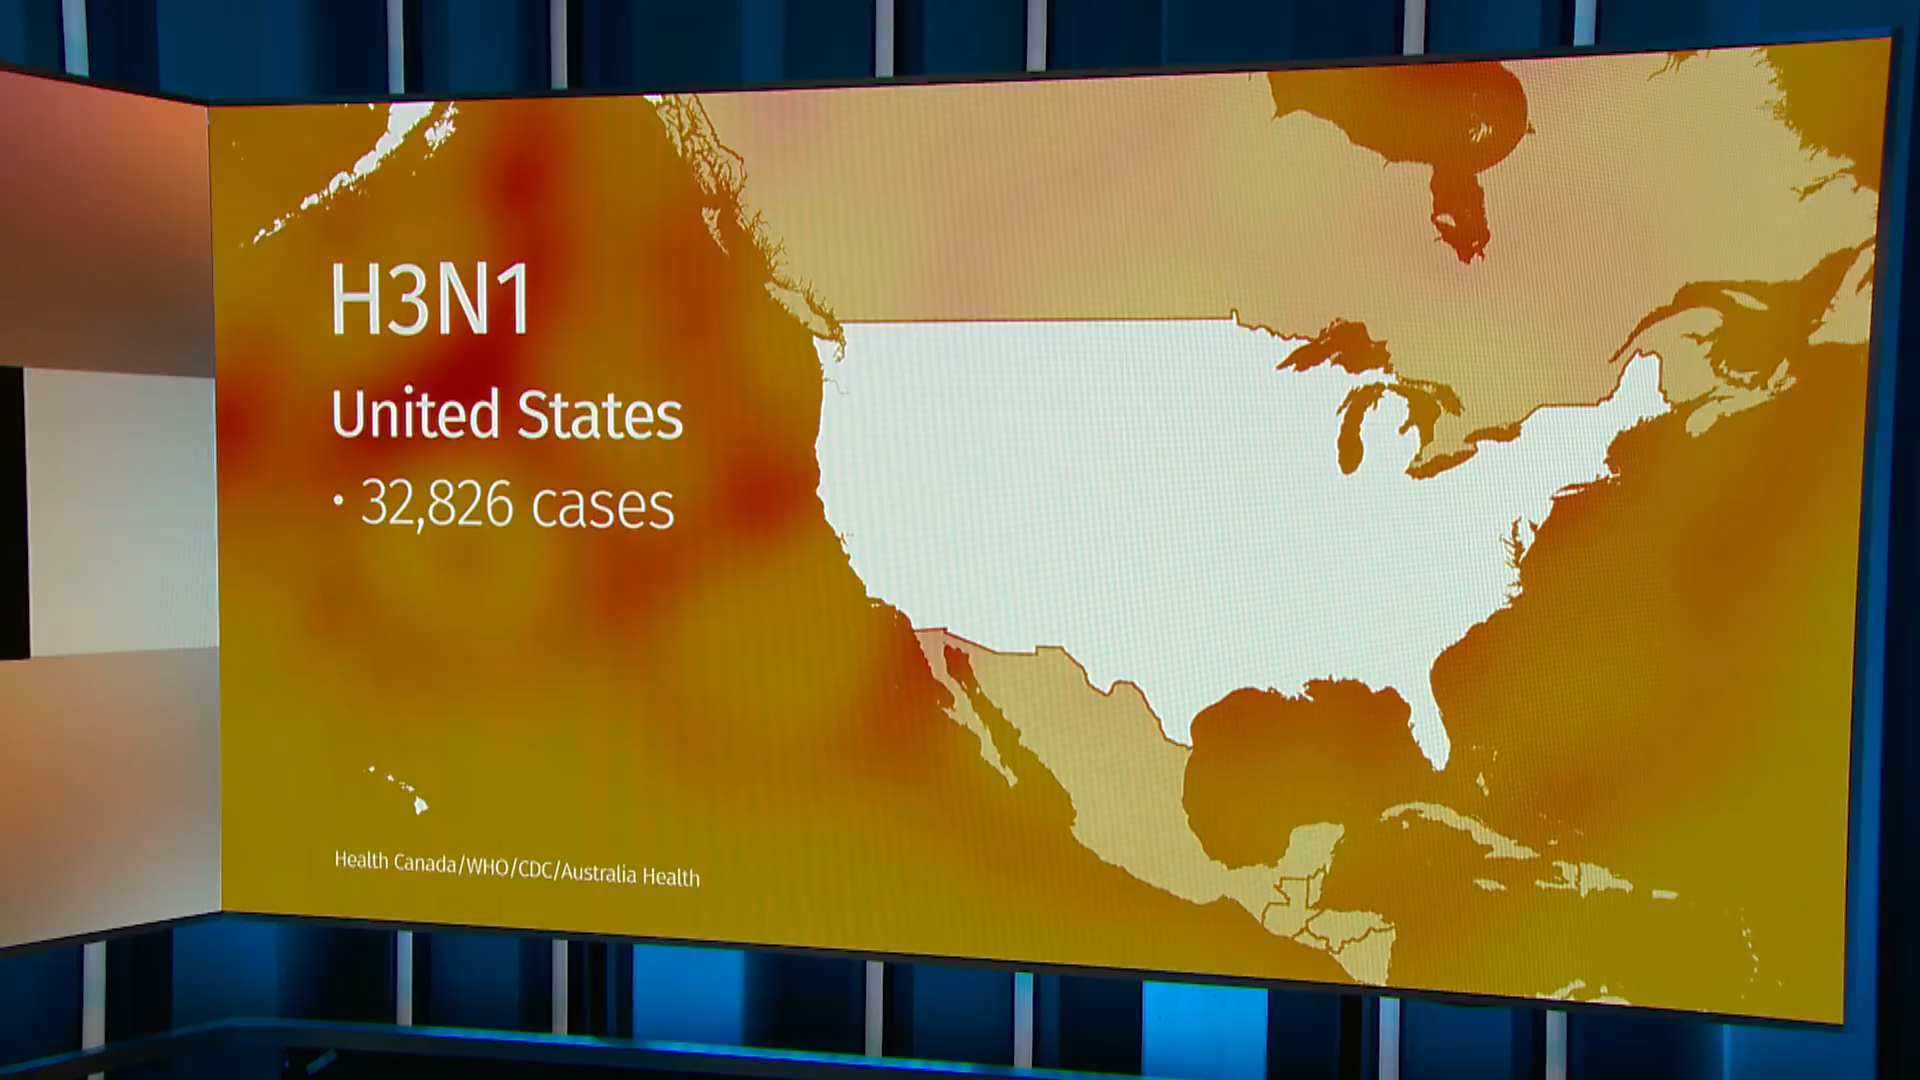 H3N1
United States
• 32,826 cases
Health Canada/WHO/CDC/Australia Health